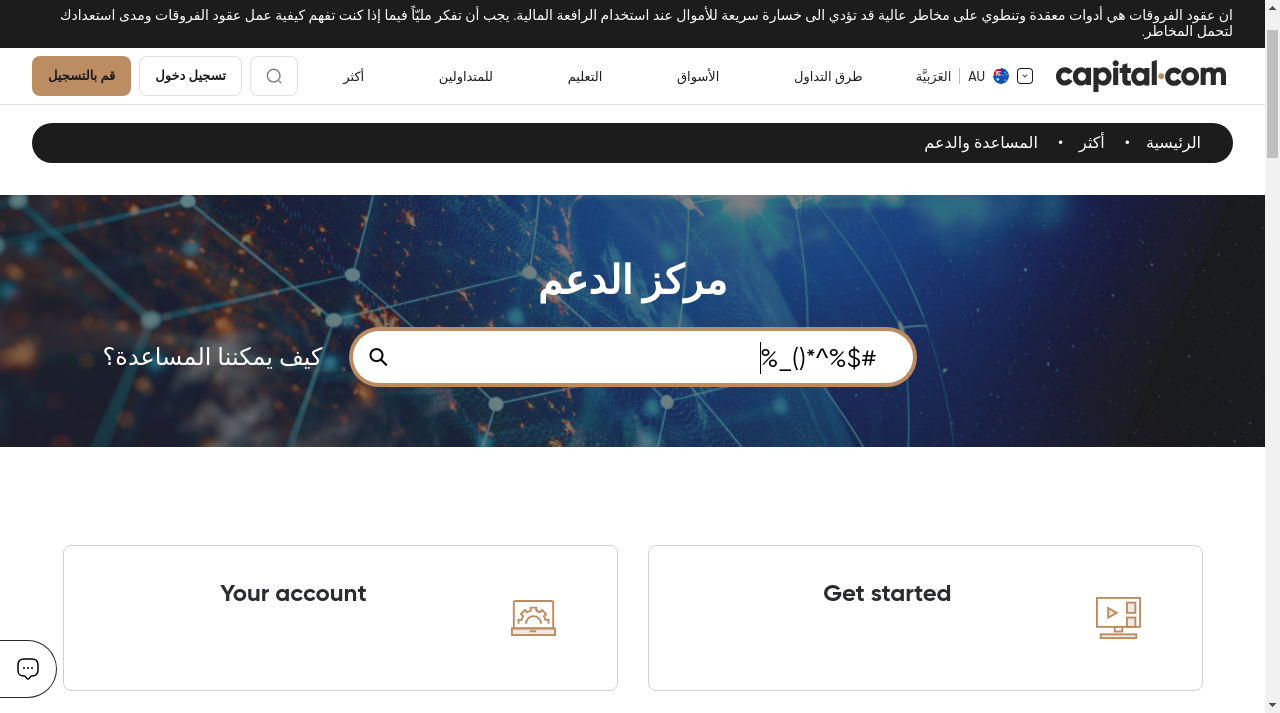 ان عقود الفروقات هي أدوات معقدة وتنطوي على مخاطر عالية قد تؤدي الى خسارة سريعة للأموال عند استخدام الرافعة المالية. يجب أن تفكر مليّاً فيما إذا كنت تفهم كيفية عمل عقود الفروقات ومدى استعدادك
لتحمل المخاطر.
capital.com
AU
العَرَبيَّة
طرق التداول
الأسواق
التعليم
للمتداولين
أكثر
تسجيل دخول
قم بالتسجيل
الرئيسية • أكثر • المساعدة والدعم
مركز الدعم
#$%^*()_%
كيف يمكننا المساعدة؟
Get started
Your account